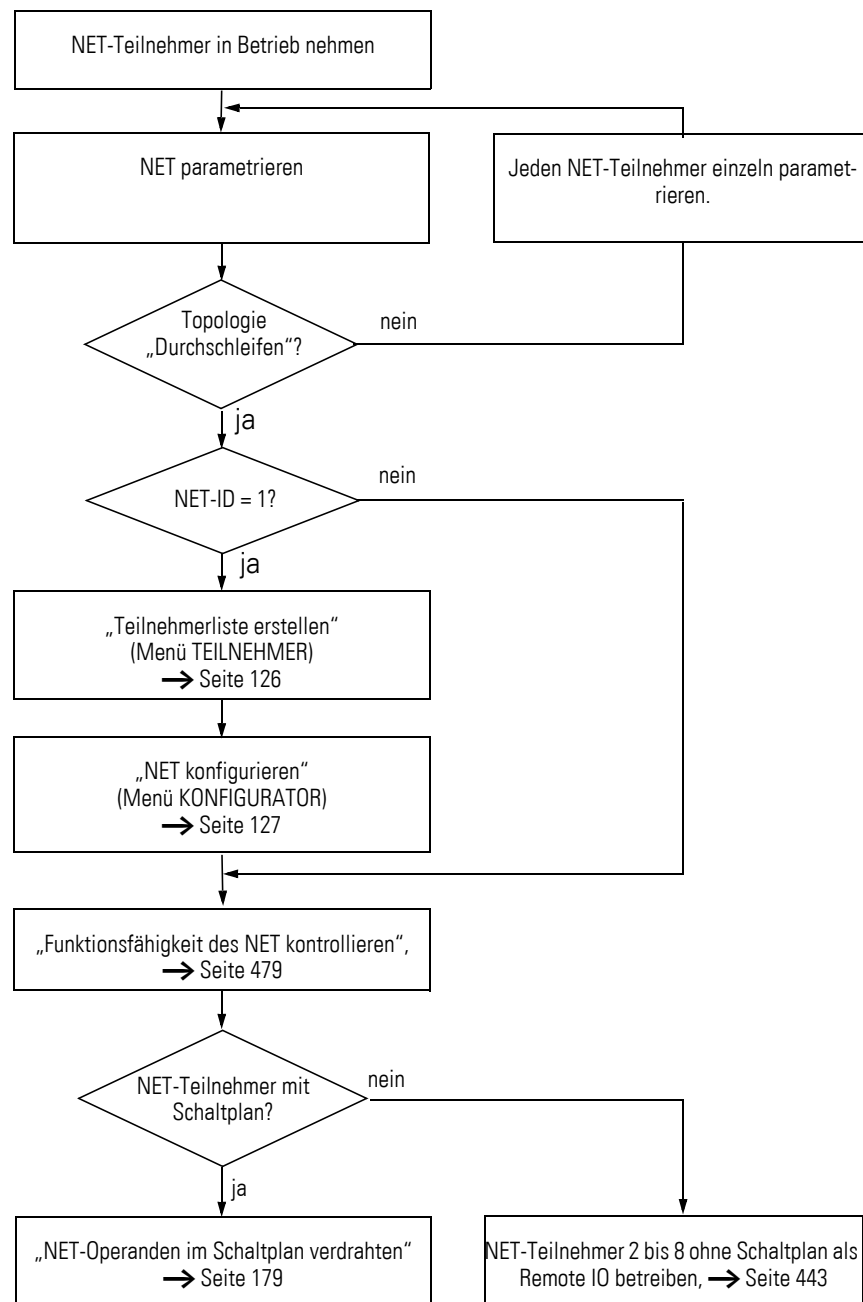 NET-Teilnehmer in Betrieb nehmen
NET parametrieren
Jeden NET-Teilnehmer einzeln paramet-
rieren.
Topologie
„Durchschleifen“?
nein
ja
NET-ID = 1?
nein
ja
„Teilnehmerliste erstellen“
(Menü TEILNEHMER)
→ Seite 126
„NET konfigurieren“
(Menü KONFIGURATOR)
→ Seite 127
„Funktionsfähigkeit des NET kontrollieren“,
→ Seite 479
NET-Teilnehmer mit
Schaltplan?
nein
ja
„NET-Operanden im Schaltplan verdrahten“
→ Seite 179
NET-Teilnehmer 2 bis 8 ohne Schaltplan als
Remote IO betreiben, → Seite 443